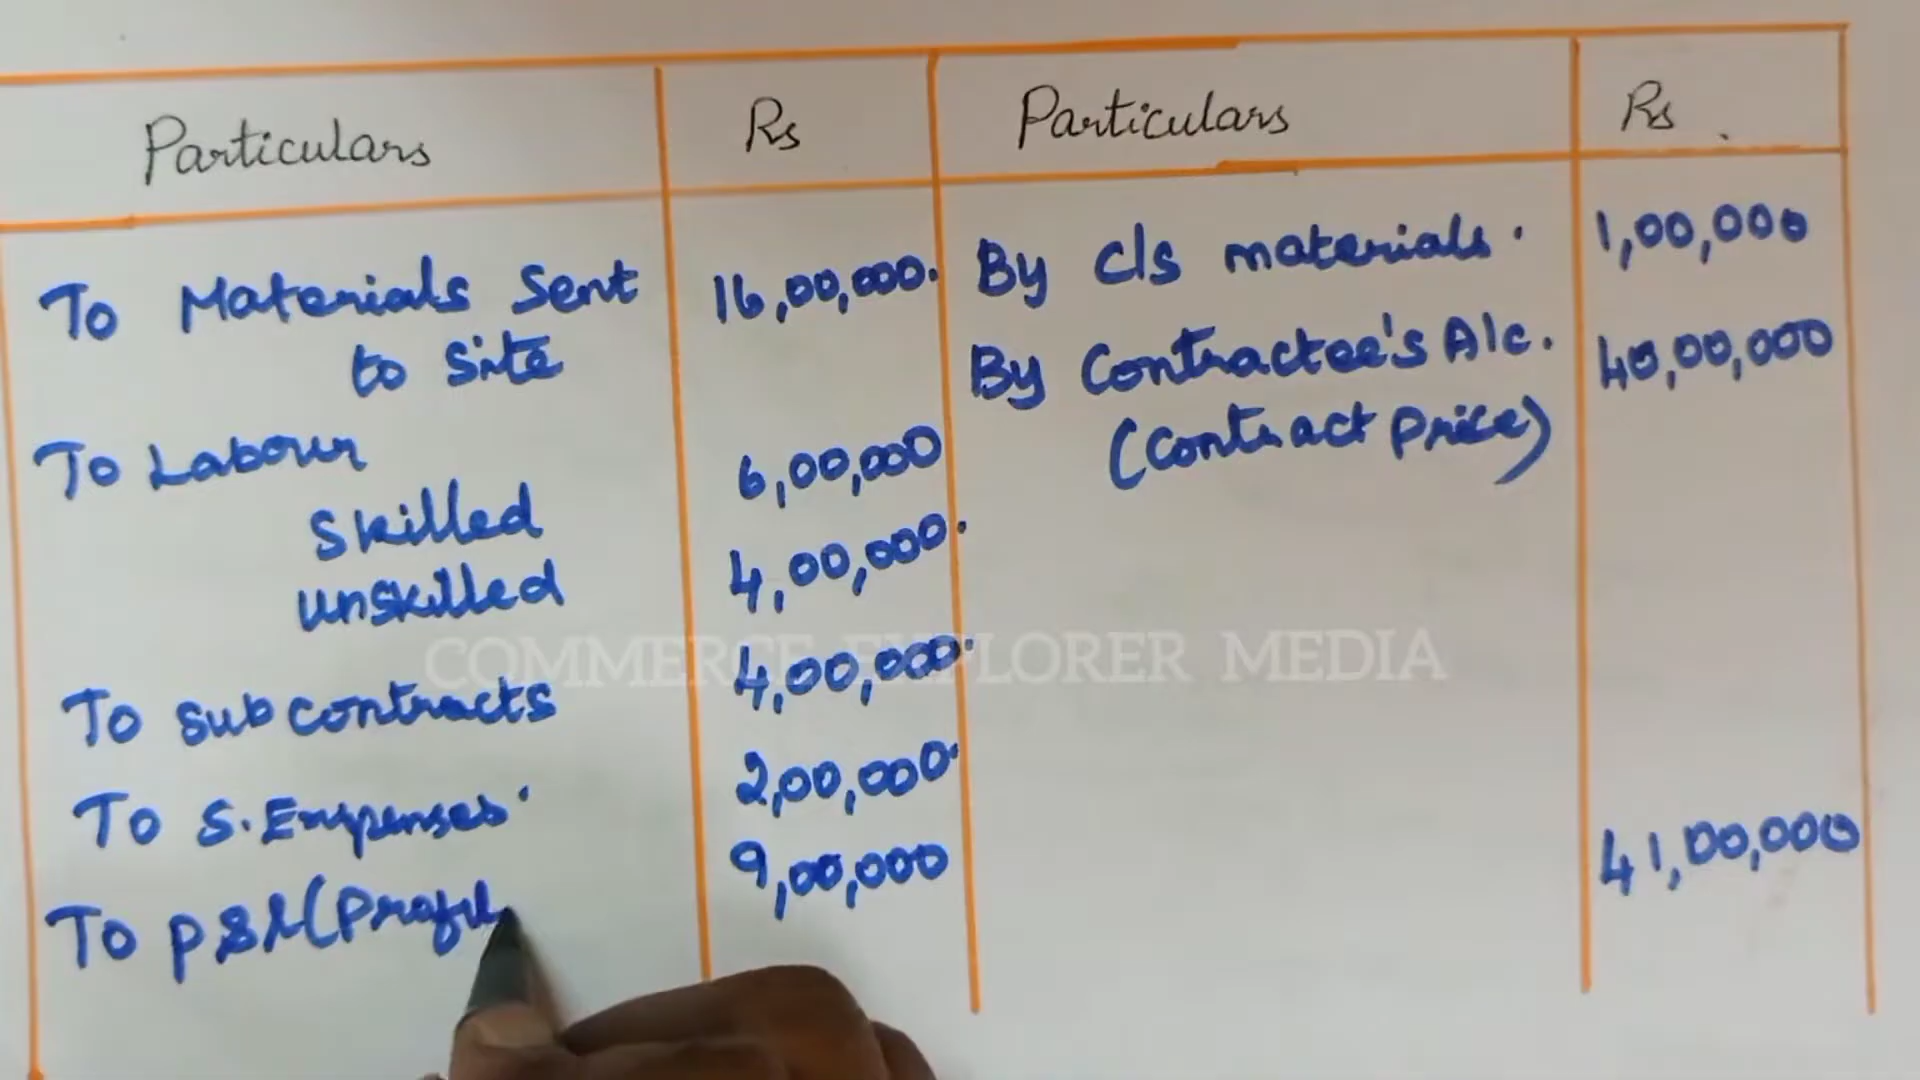 Particulars Rs Particulars Rs
To Materials Sent 16,00,000. By C/s materials. 1,00,000
to Site
By Contractee's A/c. 40,00,000
(Contract price)
To Labour
Skilled 6,00,000
Unskilled 4,00,000.
COMMERCE EXPLORER MEDIA
To Subcontracts 4,00,000.
To S. Expenses. 2,00,000.
To P&L (Profit 9,00,000 41,00,000